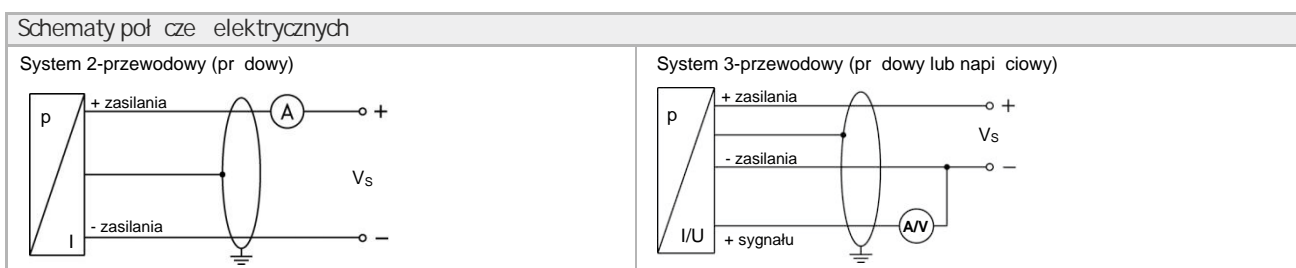 Schematy poł cze elektrycznych
System 2-przewodowy (pr dowy)
+ zasilania
p
A
+
VS
- zasilania
I
–
System 3-przewodowy (pr dowy lub napi ciowy)
+ zasilania
p
+
VS
- zasilania
–
I/U
+ sygnału
A/V